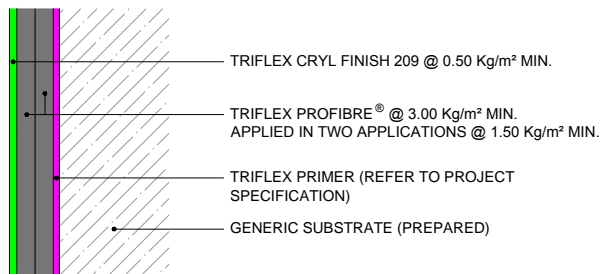 TRIFLEX CRYL FINISH 209 @ 0.50 Kg/m² MIN.
TRIFLEX PROFIBRE® @ 3.00 Kg/m² MIN.
APPLIED IN TWO APPLICATIONS @ 1.50 Kg/m² MIN.
TRIFLEX PRIMER (REFER TO PROJECT
SPECIFICATION)
GENERIC SUBSTRATE (PREPARED)